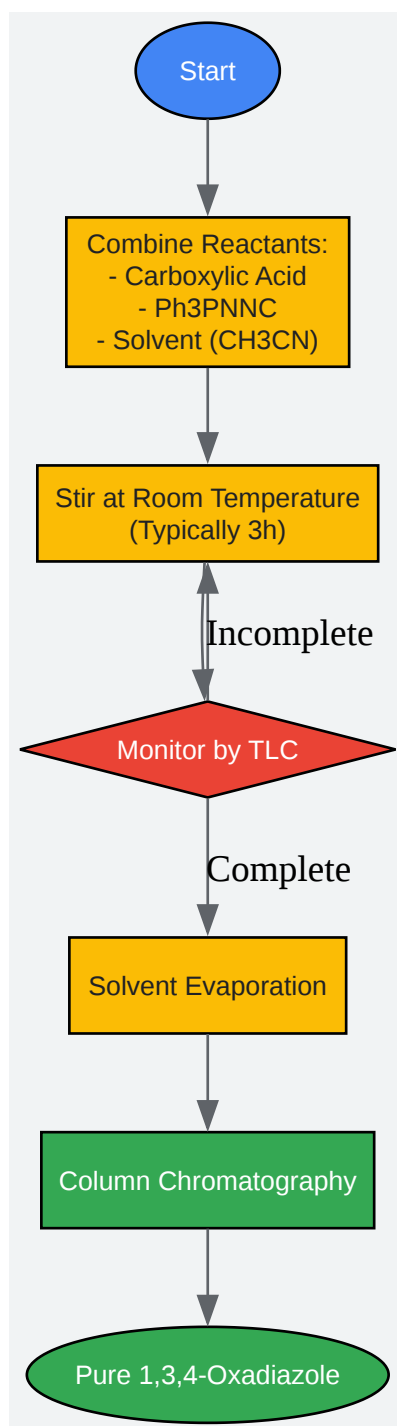 Start
Combine Reactants:
- Carboxylic Acid
- Ph3PNNC
- Solvent (CH3CN)
Stir at Room Temperature
(Typically 3h)
Incomplete
Monitor by TLC
Complete
Solvent Evaporation
Column Chromatography
Pure 1,3,4-Oxadiazole